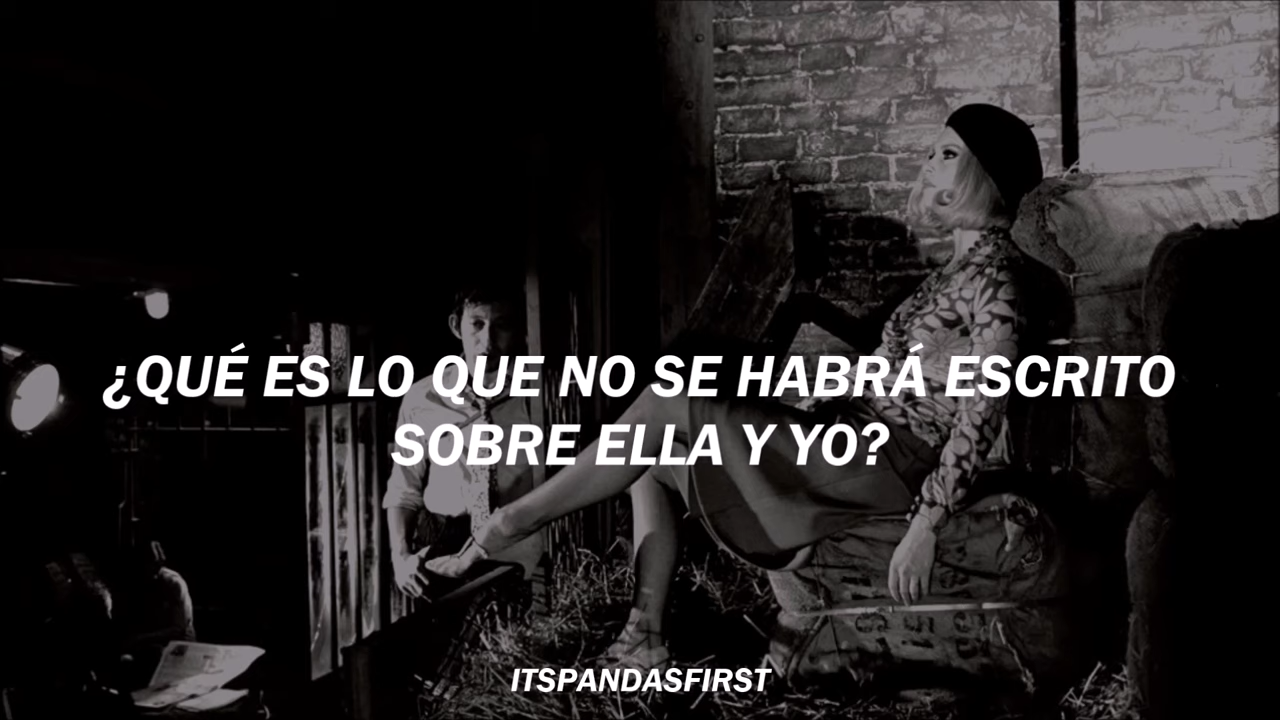 ¿QUÉ ES LO QUE NO SE HABRÁ ESCRITO
SOBRE ELLA Y YO?
ITSPANDASFIRST